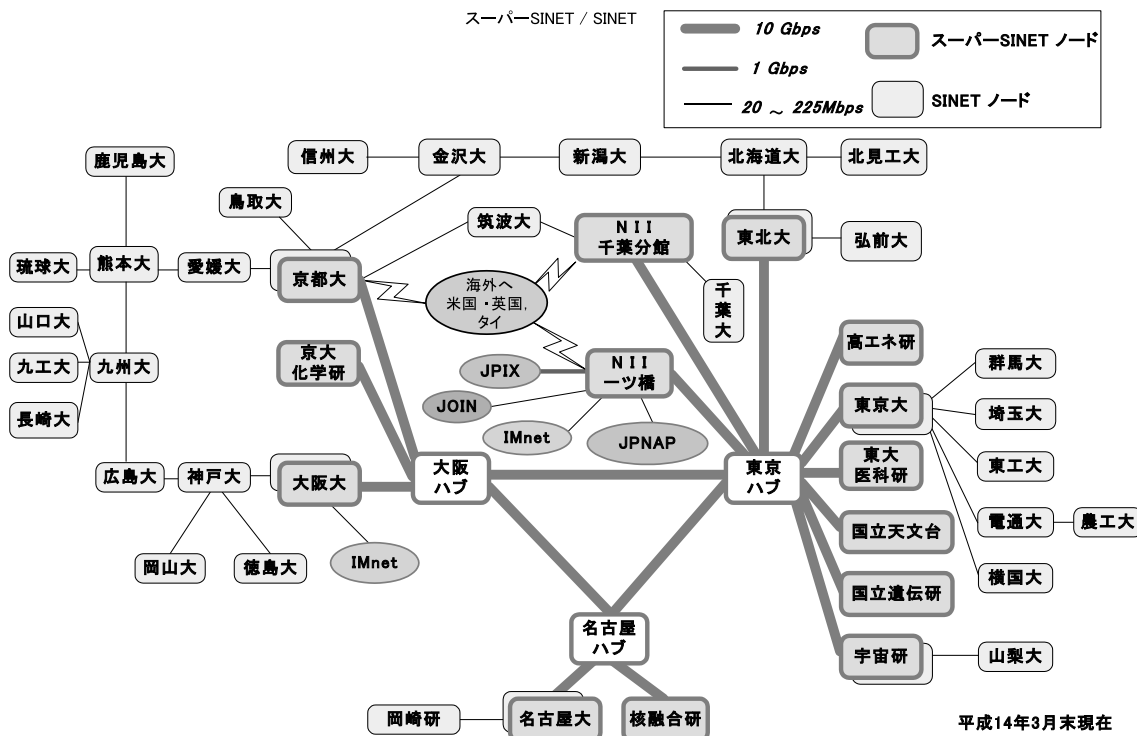 スーパーSINET / SINET
10 Gbps
スーパーSINET ノード
1 Gbps
20 ～ 225Mbps
SINET ノード
鹿児島大
信州大
金沢大
新潟大
北海道大
北見工大
鳥取大
筑波大
NII
千葉分館
東北大
弘前大
琉球大
熊本大
愛媛大
京都大
海外へ
米国・英国,
タイ
千葉大
山口大
九工大
九州大
長崎大
京大
化学研
JPIX
NII
一ツ橋
JOIN
IMnet
JPNAP
高エネ研
群馬大
東京大
埼玉大
東大
医科研
東工大
広島大
神戸大
大阪大
大阪
ハブ
東京
ハブ
国立天文台
電通大
農工大
岡山大
徳島大
IMnet
国立遺伝研
横国大
名古屋
ハブ
宇宙研
山梨大
岡崎研
名古屋大
核融合研
平成14年3月末現在